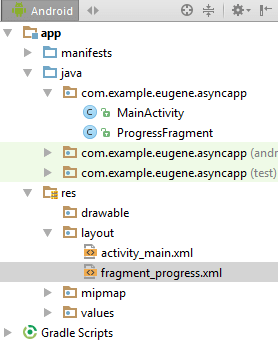 Android
app
manifests
java
com.example.eugene.asyncapp
MainActivity
ProgressFragment
com.example.eugene.asyncapp (andr
com.example.eugene.asyncapp (test)
res
drawable
layout
activity_main.xml
fragment_progress.xml
mipmap
values
Gradle Scripts